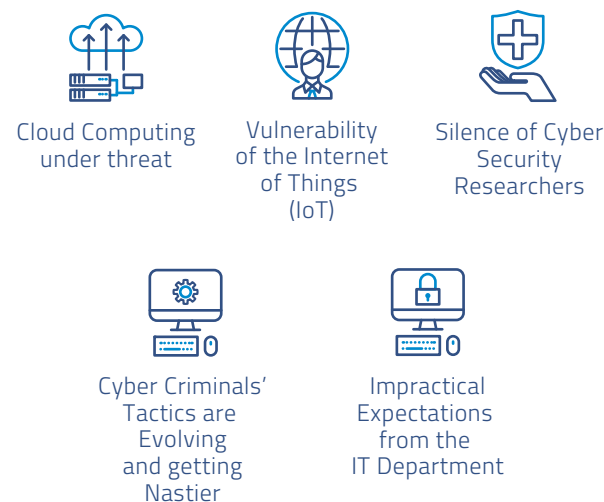 Cloud Computing
under threat
Vulnerability
of the Internet
of Things
(IoT)
Silence of Cyber
Security
Researchers
Cyber Criminals’
Tactics are
Evolving
and getting
Nastier
Impractical
Expectations
from the
IT Department